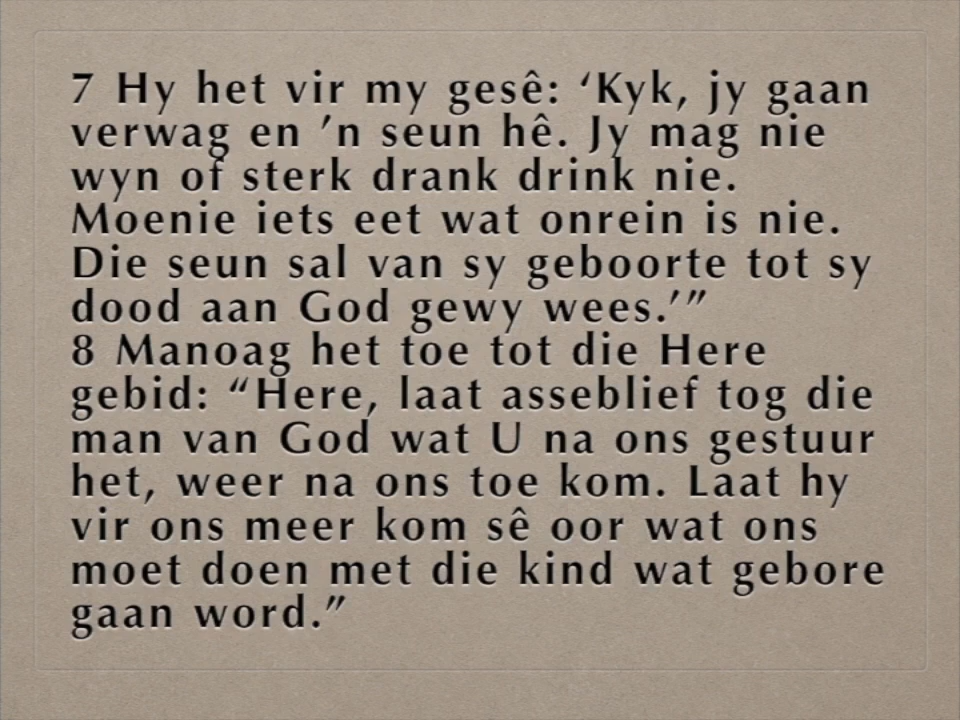 7 Hy het vir my gesê: ‘Kyk, jy gaan
verwag en ’n seun hê. Jy mag nie
wyn of sterk drank drink nie.
Moenie iets eet wat onrein is nie.
Die seun sal van sy geboorte tot sy
dood aan God gewy wees.’”
8 Manoag het toe tot die Here
gebid: “Here, laat asseblief tog die
man van God wat U na ons gestuur
het, weer na ons toe kom. Laat hy
vir ons meer kom sê oor wat ons
moet doen met die kind wat gebore
gaan word.”